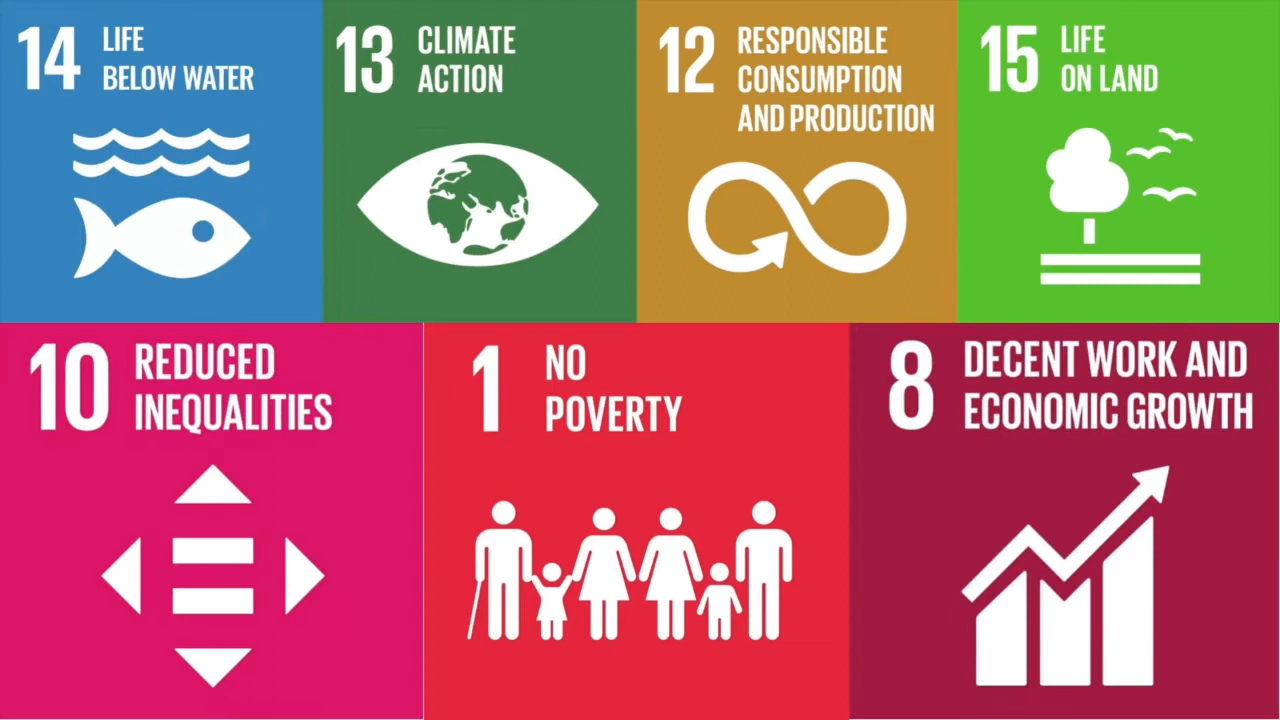 14 LIFE
BELOW WATER
13 CLIMATE
ACTION
12 RESPONSIBLE
CONSUMPTION
AND PRODUCTION
15 LIFE
ON LAND
10 REDUCED
INEQUALITIES
1 NO
POVERTY
8 DECENT WORK AND
ECONOMIC GROWTH